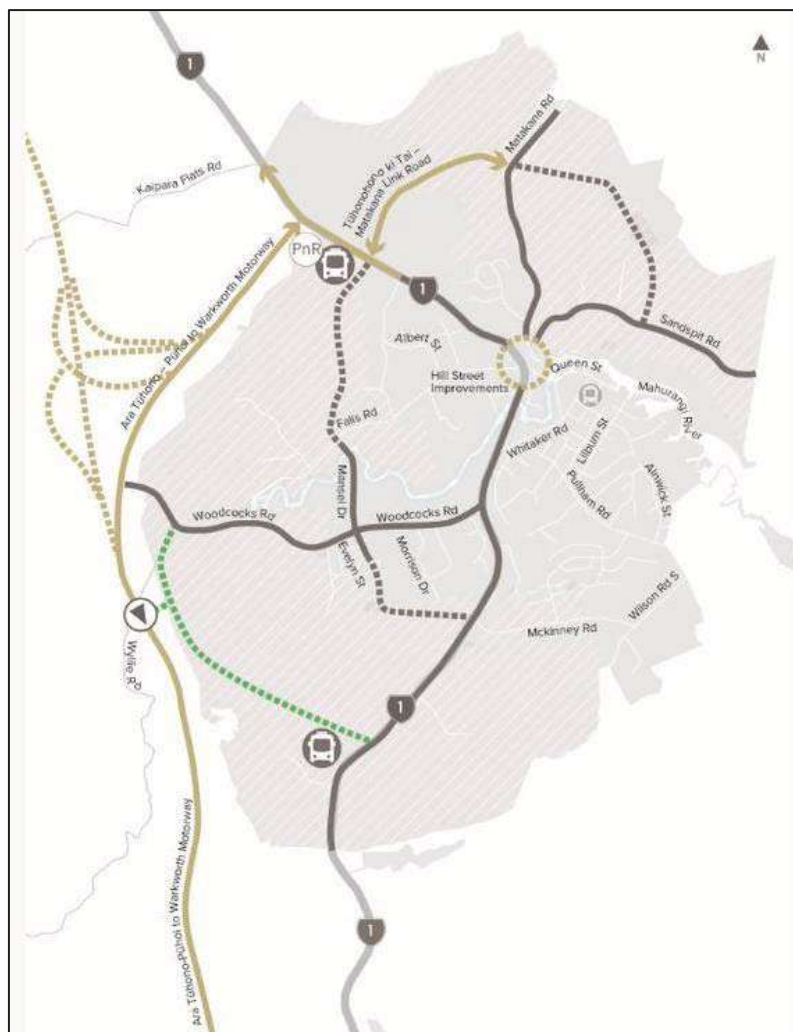 1
N
Matakana Rd
Kaipara Flats Rd
Tūhonohono ki Tai –
Matakana Link Road
PnR
Ara Tūhono – Pūhoi to Warkworth Motorway
1
Sandspit Rd
Albert St
Hill Street
Improvements
Queen St
Mahurangi River
Falls Rd
Whitaker Rd
Lilburn St
Pulham Rd
Alnwick St
Mansel Dr
Woodcocks Rd
Woodcocks Rd
Evelyn St
Morrison Dr
Wilson Rd S
Mckinney Rd
Wyllie Rd
1
1
Ara Tūhono-Pūhoi to Warkworth Motorway